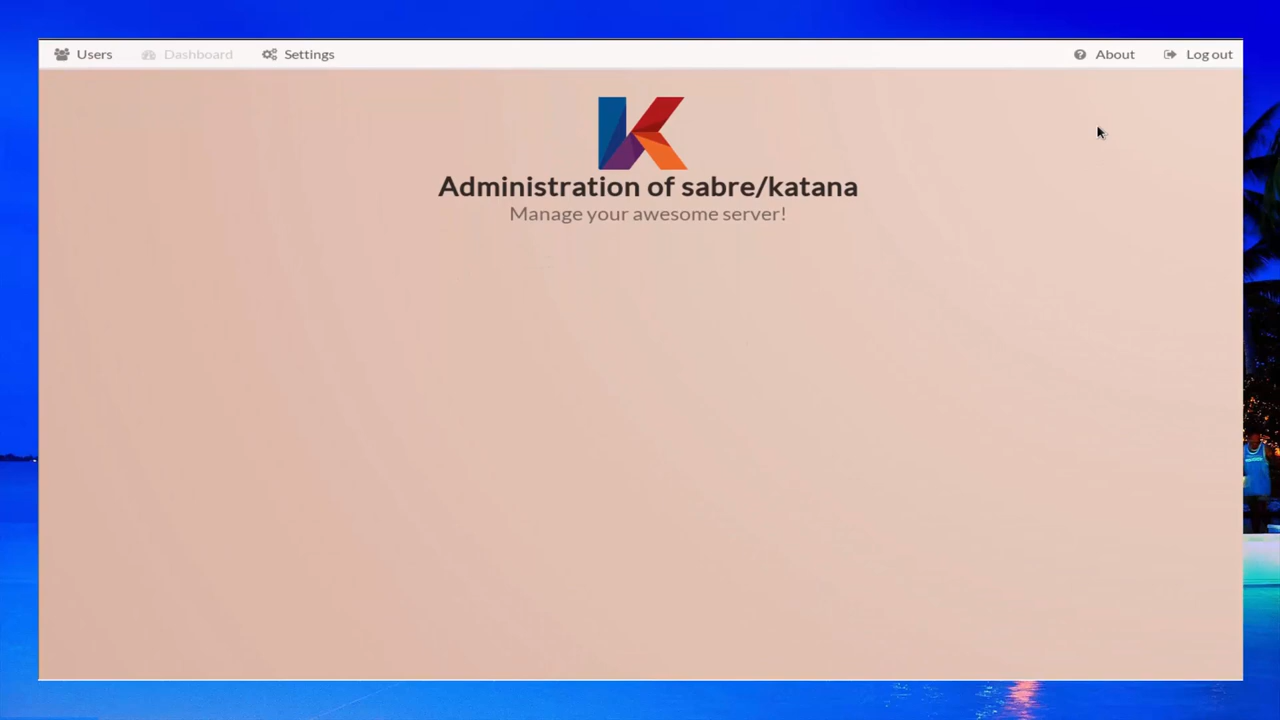 Users Dashboard Settings About Log out
Administration of sabre/katana
Manage your awesome server!